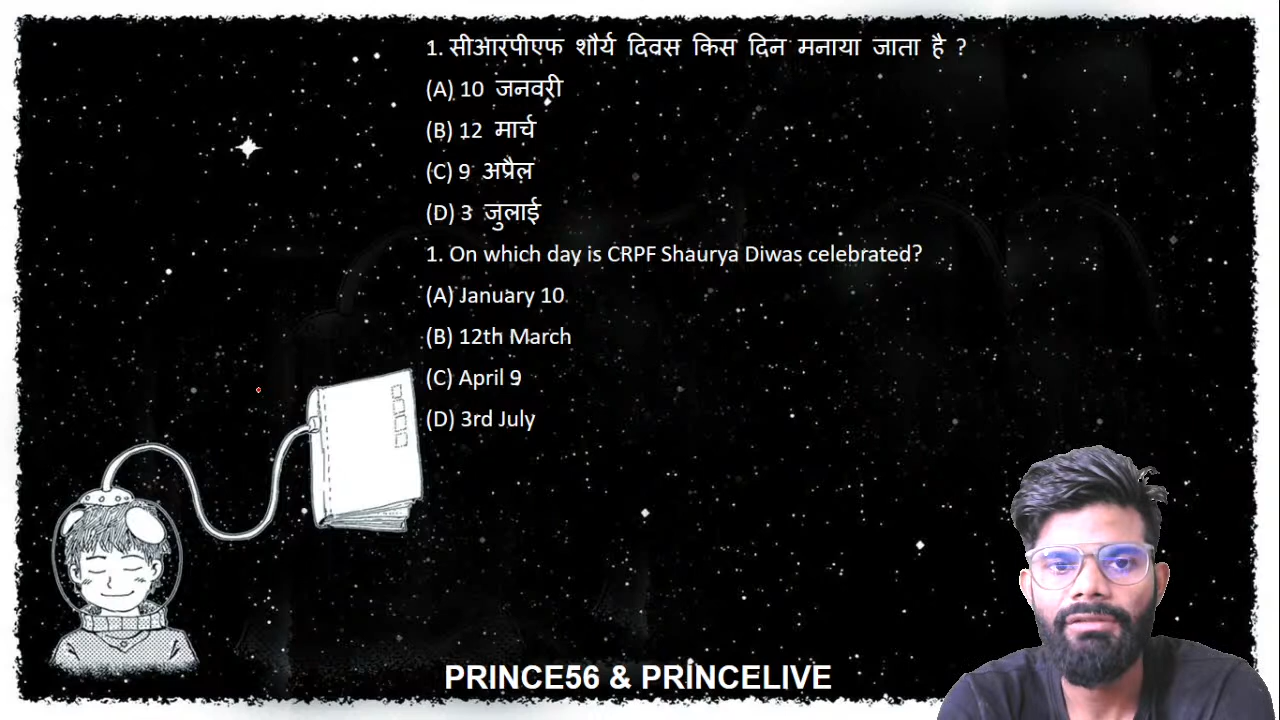 1. सीआरपीएफ शौर्य दिवस किस दिन मनाया जाता है ?
(A) 10 जनवरी
(B) 12 मार्च
(C) 9 अप्रैल
(D) 3 जुलाई
1. On which day is CRPF Shaurya Diwas celebrated?
(A) January 10
(B) 12th March
(C) April 9
(D) 3rd July
PRINCE56 & PRINCELIVE